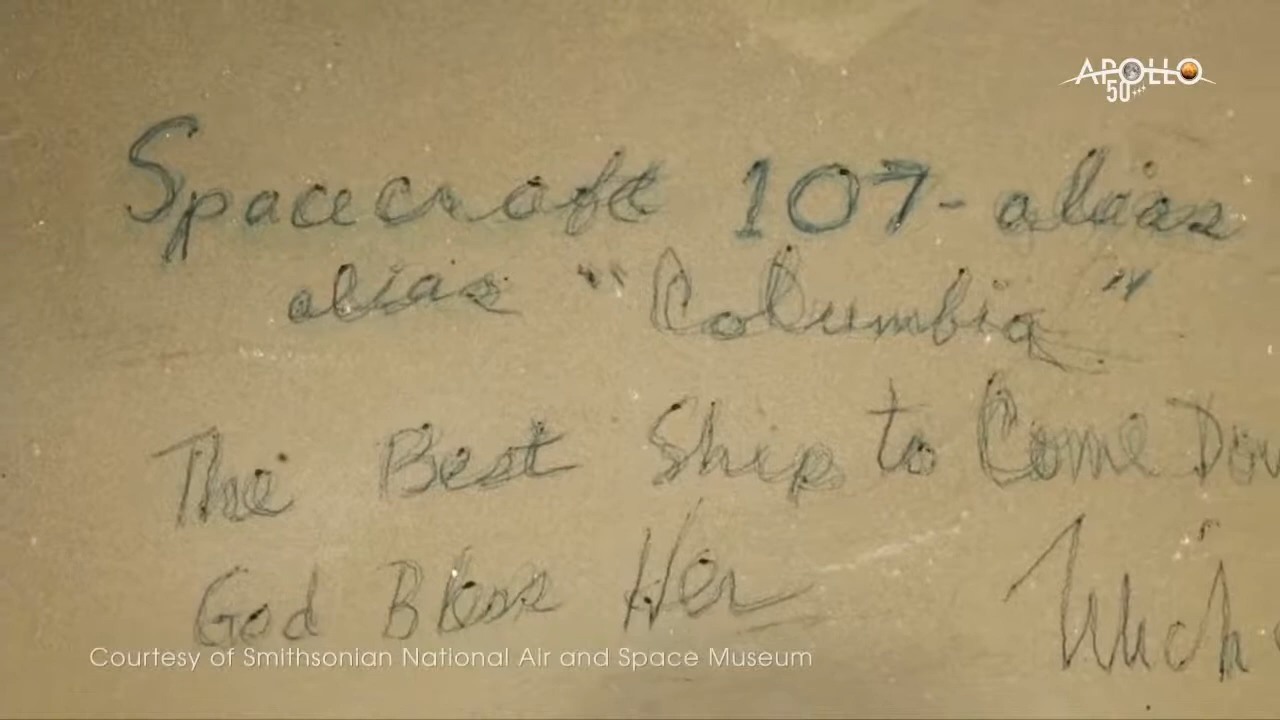 APOLLO
50
Spacecraft 107 - alias
alias "Columbia"
The Best Ship to Come
God Bless Her
Courtesy of Smithsonian National Air and Space Museum